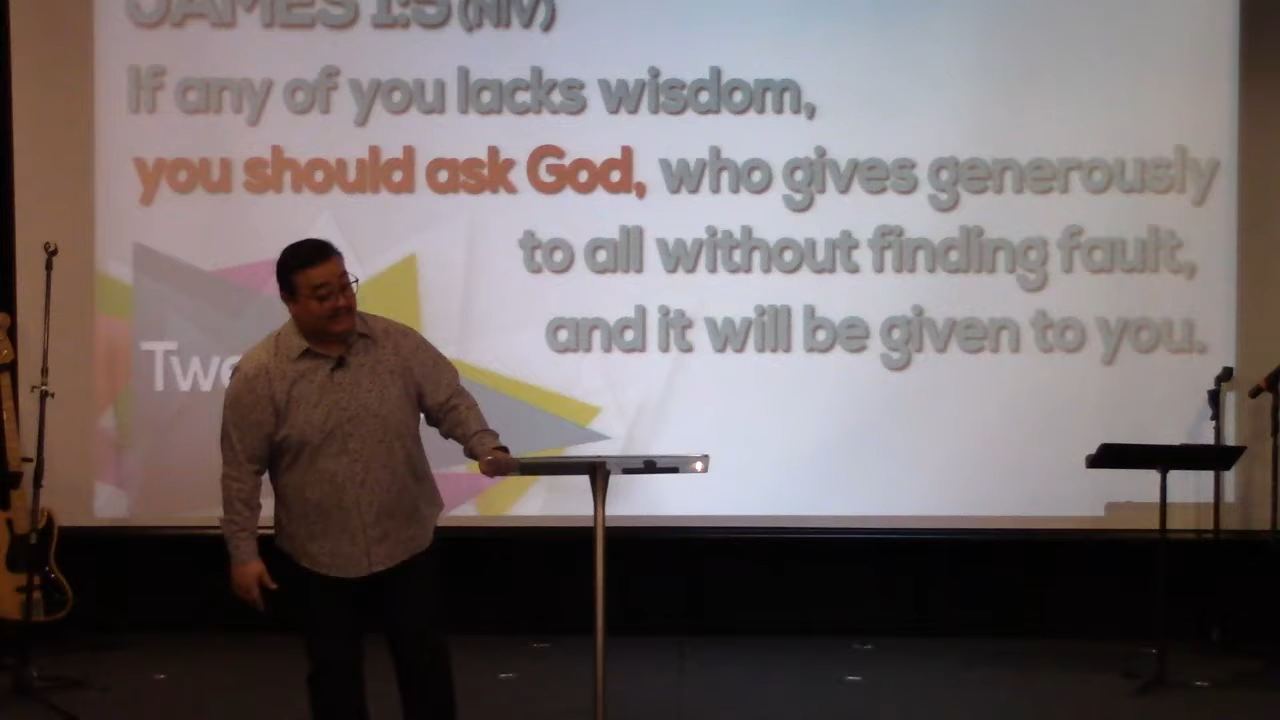 JAMES 1:5 (NIV)
If any of you lacks wisdom,
you should ask God, who gives generously
to all without finding fault,
and it will be given to you.
Twe